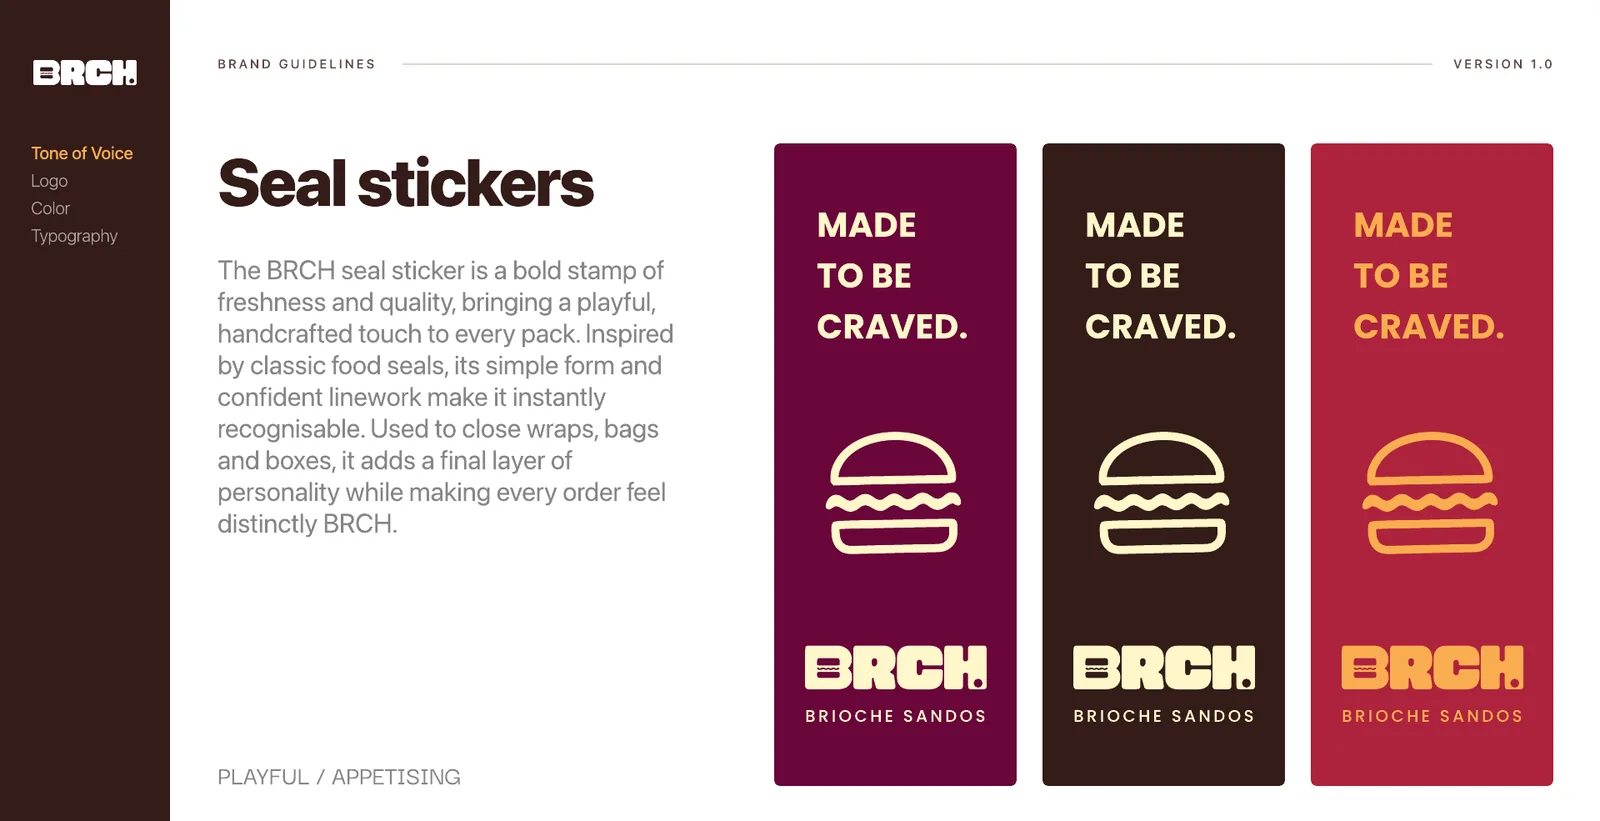 BRCH.
Tone of Voice
Logo
Color
Typography
BRAND GUIDELINES
VERSION 1.0
Seal stickers
The BRCH seal sticker is a bold stamp of
freshness and quality, bringing a playful,
handcrafted touch to every pack. Inspired
by classic food seals, its simple form and
confident linework make it instantly
recognisable. Used to close wraps, bags
and boxes, it adds a final layer of
personality while making every order feel
distinctly BRCH.
PLAYFUL / APPETISING
MADE
TO BE
CRAVED.
BRCH.
BRIOCHE SANDOS
MADE
TO BE
CRAVED.
BRCH.
BRIOCHE SANDOS
MADE
TO BE
CRAVED.
BRCH.
BRIOCHE SANDOS